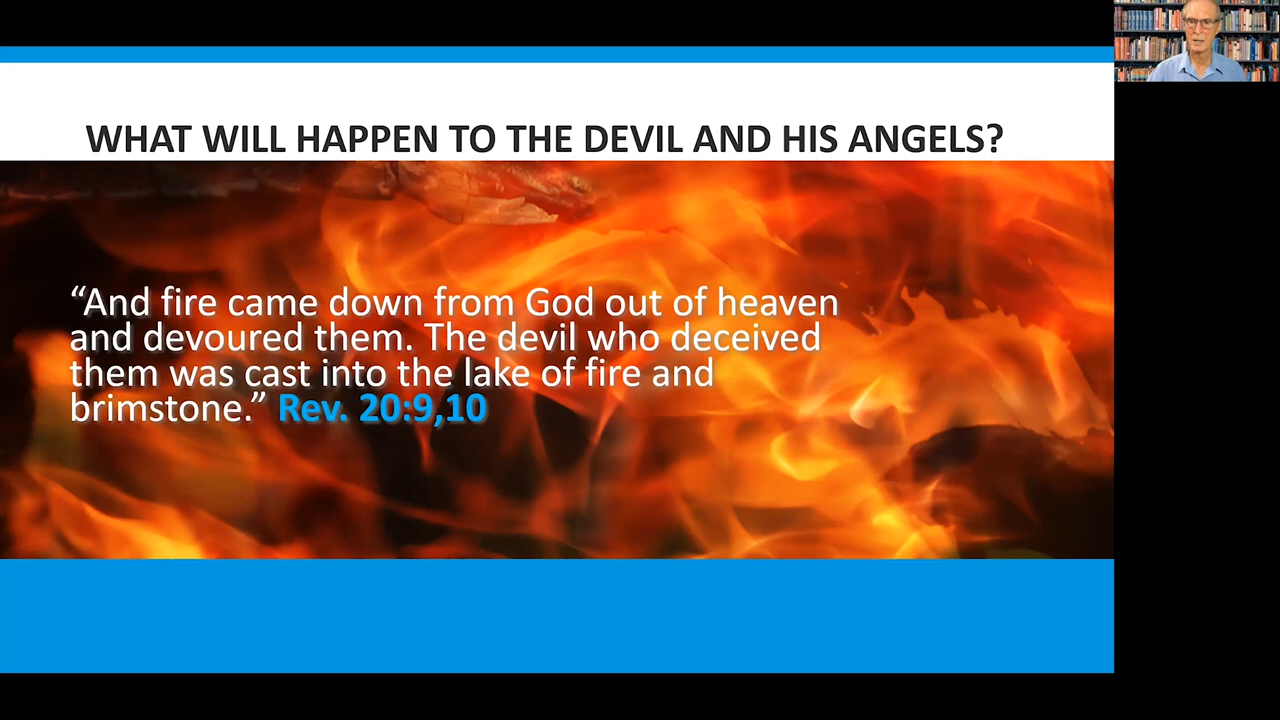 WHAT WILL HAPPEN TO THE DEVIL AND HIS ANGELS?
“And fire came down from God out of heaven
and devoured them. The devil who deceived
them was cast into the lake of fire and
brimstone.” Rev. 20:9,10